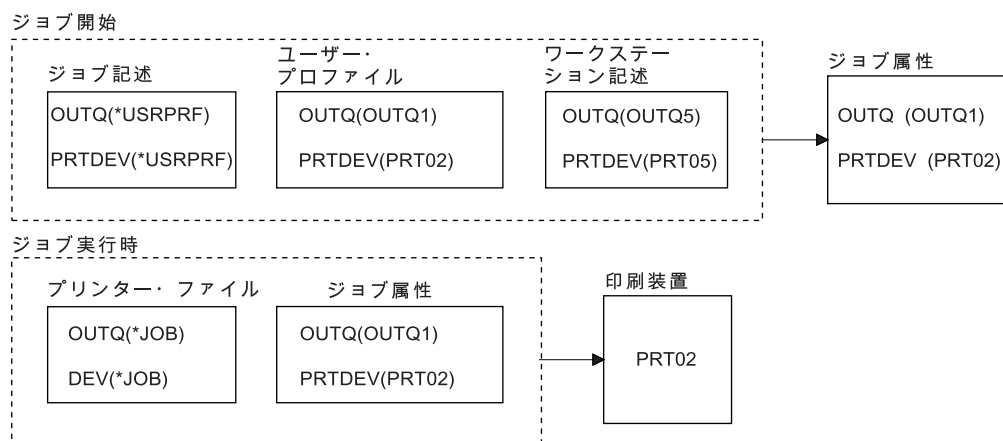 ジョブ開始
ジョブ記述
OUTQ(*USRPRF)
PRTDEV(*USRPRF)
ユーザー・
プロファイル
OUTQ(OUTQ1)
PRTDEV(PRT02)
ワークステー
ション記述
OUTQ(OUTQ5)
PRTDEV(PRT05)
ジョブ属性
OUTQ (OUTQ1)
PRTDEV (PRT02)
ジョブ実行時
プリンター・ファイル
OUTQ(*JOB)
DEV(*JOB)
ジョブ属性
OUTQ(OUTQ1)
PRTDEV(PRT02)
印刷装置
PRT02